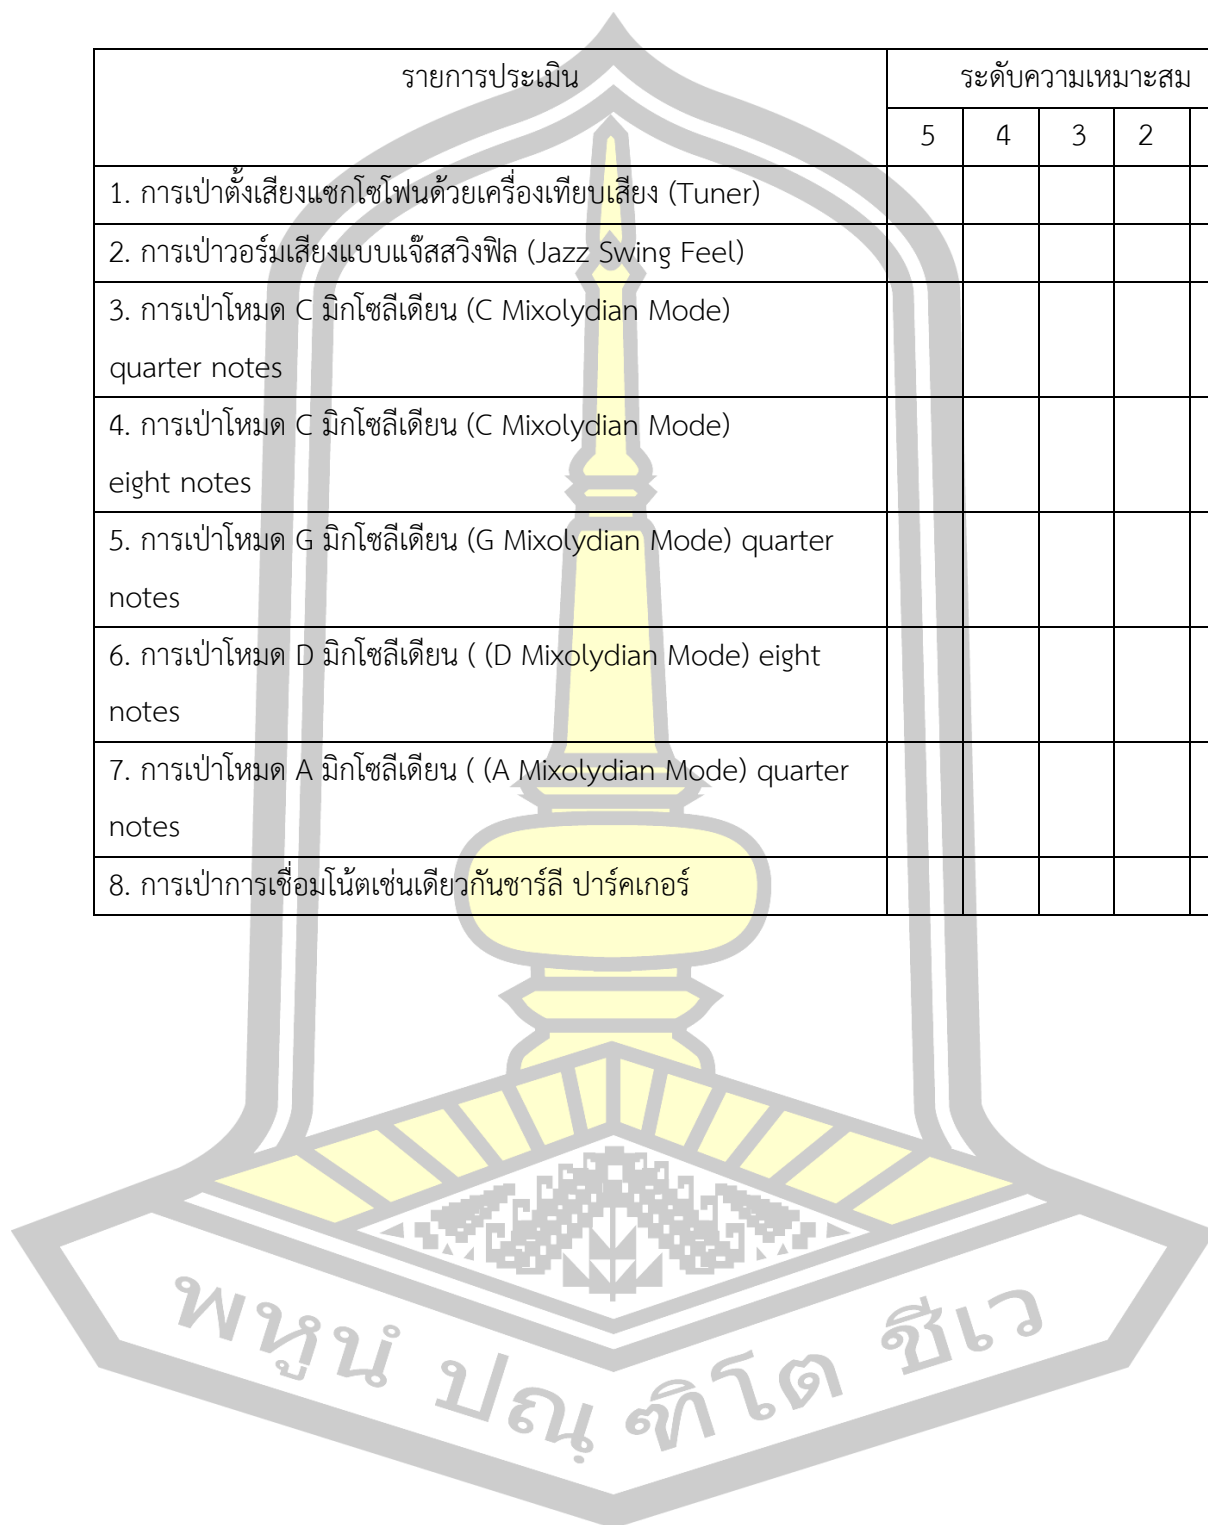 รายการประเมิน
ระดับความเหมาะสม
5 4 3 2
1. การเป่าตั้งเสียงแซกโซโฟนด้วยเครื่องเทียบเสียง (Tuner)
2. การเป่าวอร์มเสียงแบบแจ๊สสวิงฟิล (Jazz Swing Feel)
3. การเป่าโหมด C มิกโซลีเดียน (C Mixolydian Mode)
quarter notes
4. การเป่าโหมด C มิกโซลีเดียน (C Mixolydian Mode)
eight notes
5. การเป่าโหมด G มิกโซลีเดียน (G Mixolydian Mode) quarter
notes
6. การเป่าโหมด D มิกโซลีเดียน ( (D Mixolydian Mode) eight
notes
7. การเป่าโหมด A มิกโซลีเดียน ( (A Mixolydian Mode) quarter
notes
8. การเป่าการเชื่อมโน้ตเช่นเดียวกันชาร์ลี ปาร์คเกอร์
พหูนํ ปณฺฑิโต ชีเว